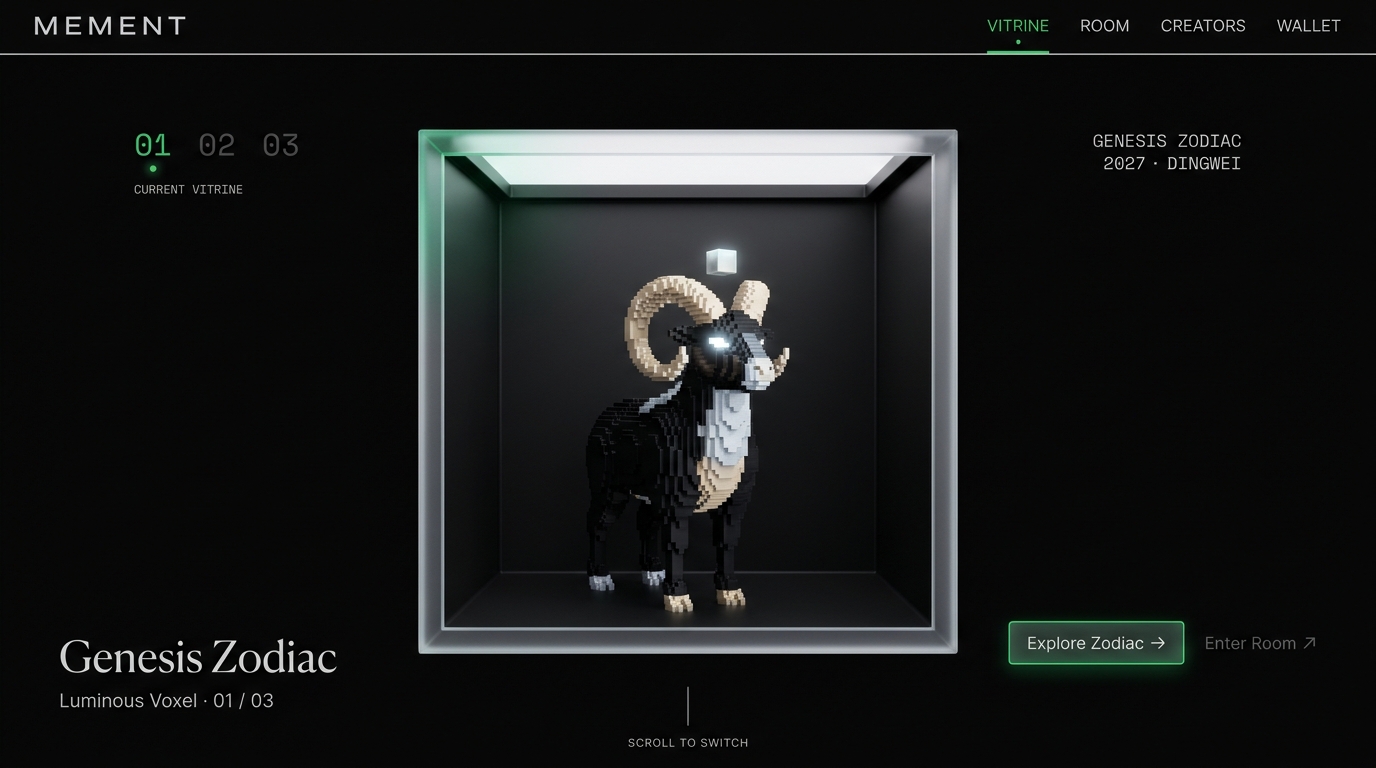 MEMENT
VITRINE
ROOM
CREATORS
WALLET
01 02 03
CURRENT VITRINE
GENESIS ZODIAC
2027 · DINGWEI
Genesis Zodiac
Luminous Voxel · 01 / 03
Explore Zodiac →
Enter Room ↗
SCROLL TO SWITCH